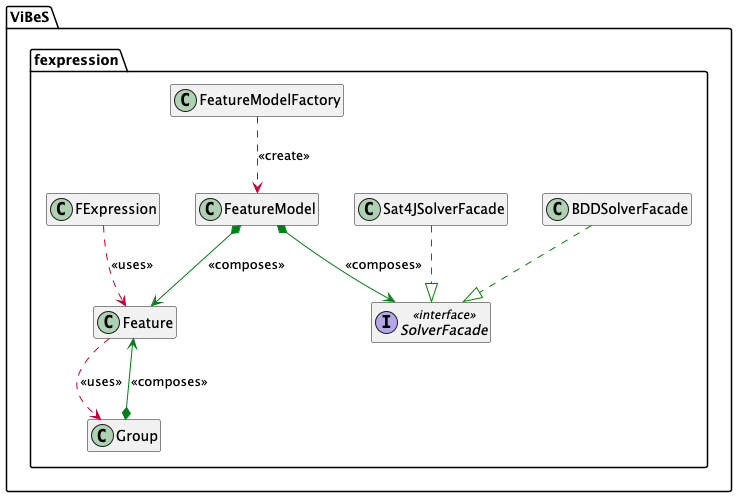 ViBeS
fexpression
C FeatureModelFactory
«create»
C FExpression
C FeatureModel
C Sat4JSolverFacade
C BDDSolverFacade
«uses»
«composes»
«composes»
C Feature
I «interface»
SolverFacade
«uses»
«composes»
C Group